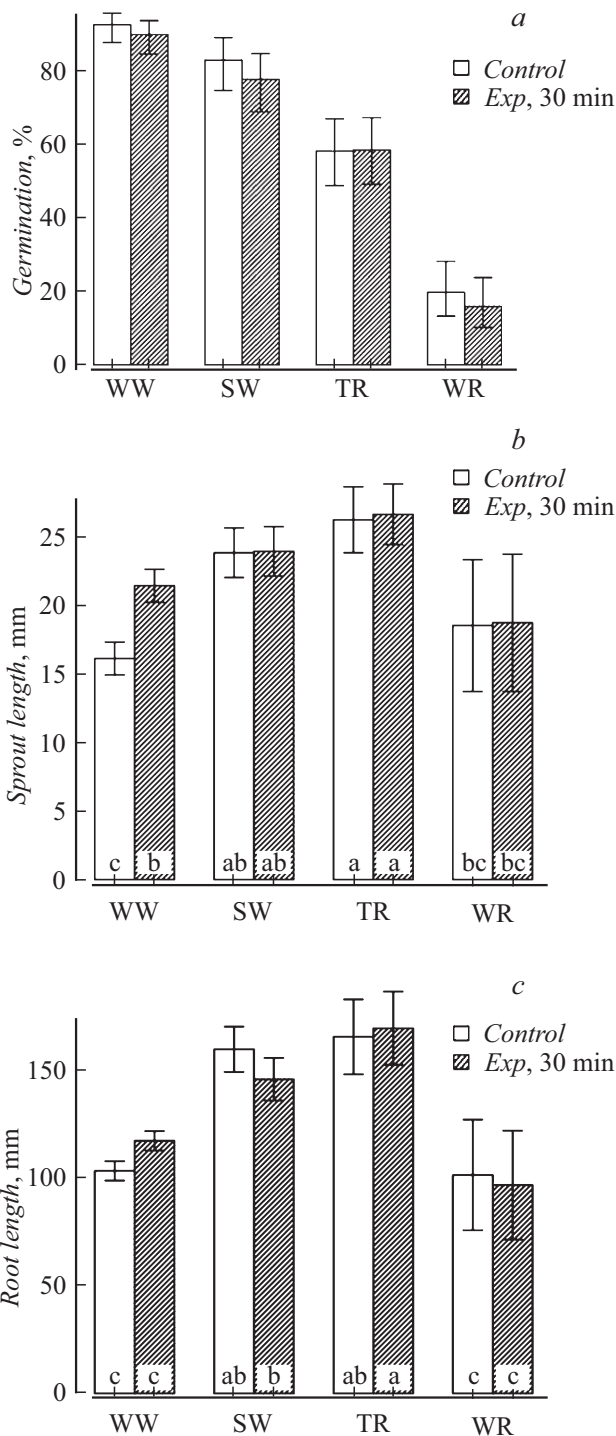 a
Control
Exp, 30 min
Germination, %
80
60
40
20
0
WW SW TR WR
b
Control
Exp, 30 min
Sprout length, mm
25
20
15
10
5
0
c b ab ab a a bc bc
WW SW TR WR
c
Control
Exp, 30 min
Root length, mm
150
100
50
0
c c ab b ab a c c
WW SW TR WR